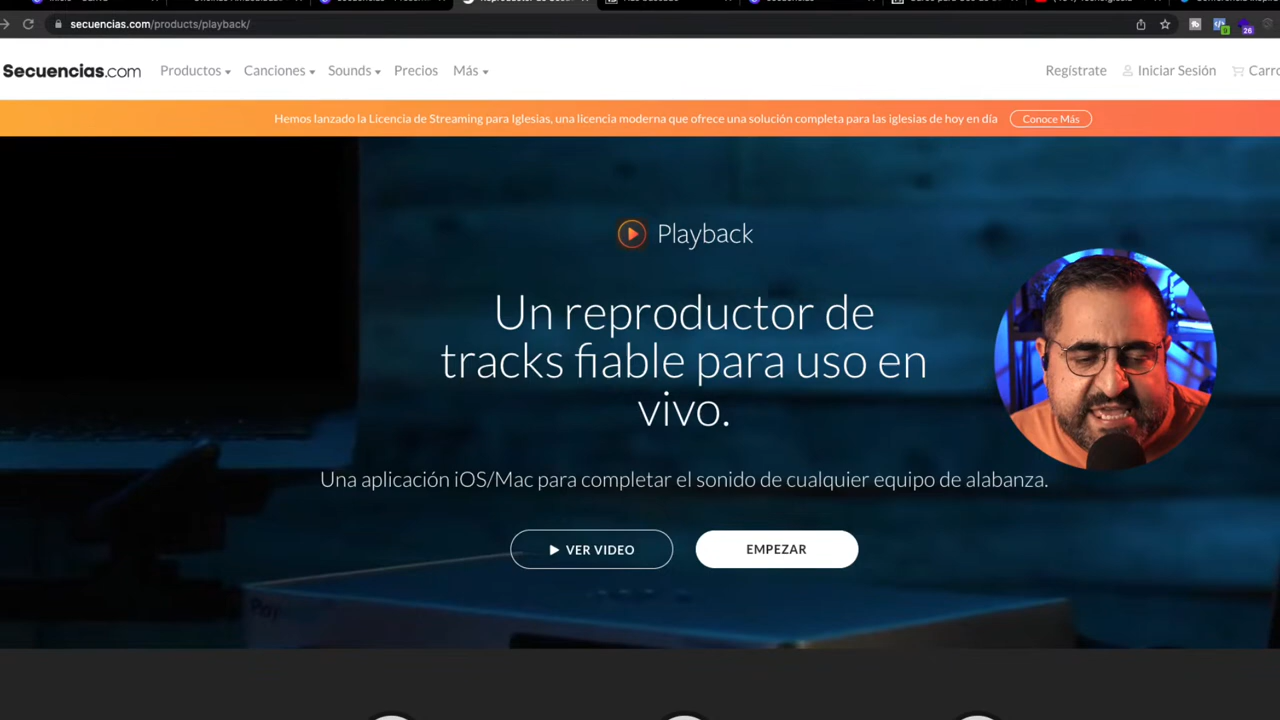 secuencias.com/products/playback/
9
26
Secuencias.com
Productos
Canciones
Sounds
Precios
Más
Regístrate
Iniciar Sesión
Hemos lanzado la Licencia de Streaming para Iglesias, una licencia moderna que ofrece una solución completa para las iglesias de hoy en día
Conoce Más
Playback
Un reproductor de
tracks fiable para uso en
vivo.
Una aplicación iOS/Mac para completar el sonido de cualquier equipo de alabanza.
VER VIDEO
EMPEZAR